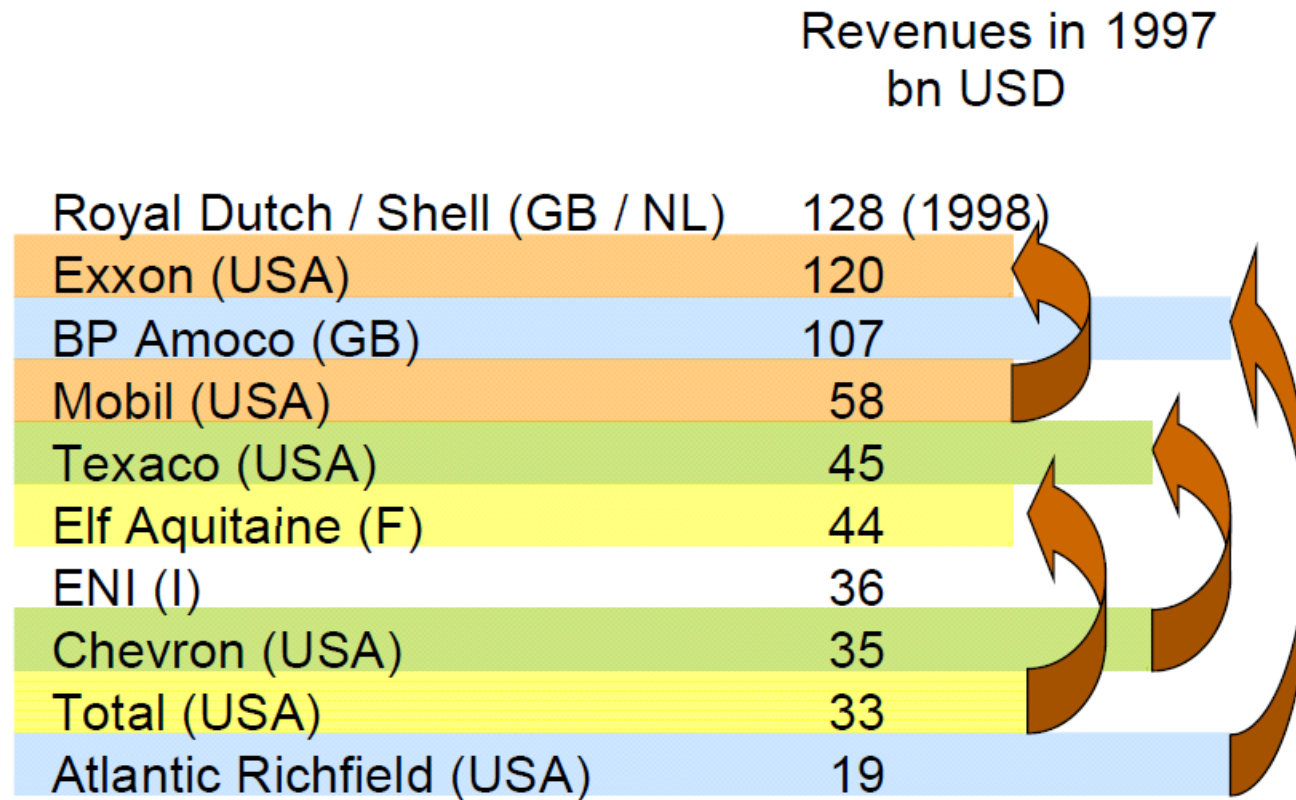 Revenues in 1997
bn USD
Royal Dutch / Shell (GB / NL) 128 (1998)
Exxon (USA) 120
BP Amoco (GB) 107
Mobil (USA) 58
Texaco (USA) 45
Elf Aquitaine (F) 44
ENI (I) 36
Chevron (USA) 35
Total (USA) 33
Atlantic Richfield (USA) 19